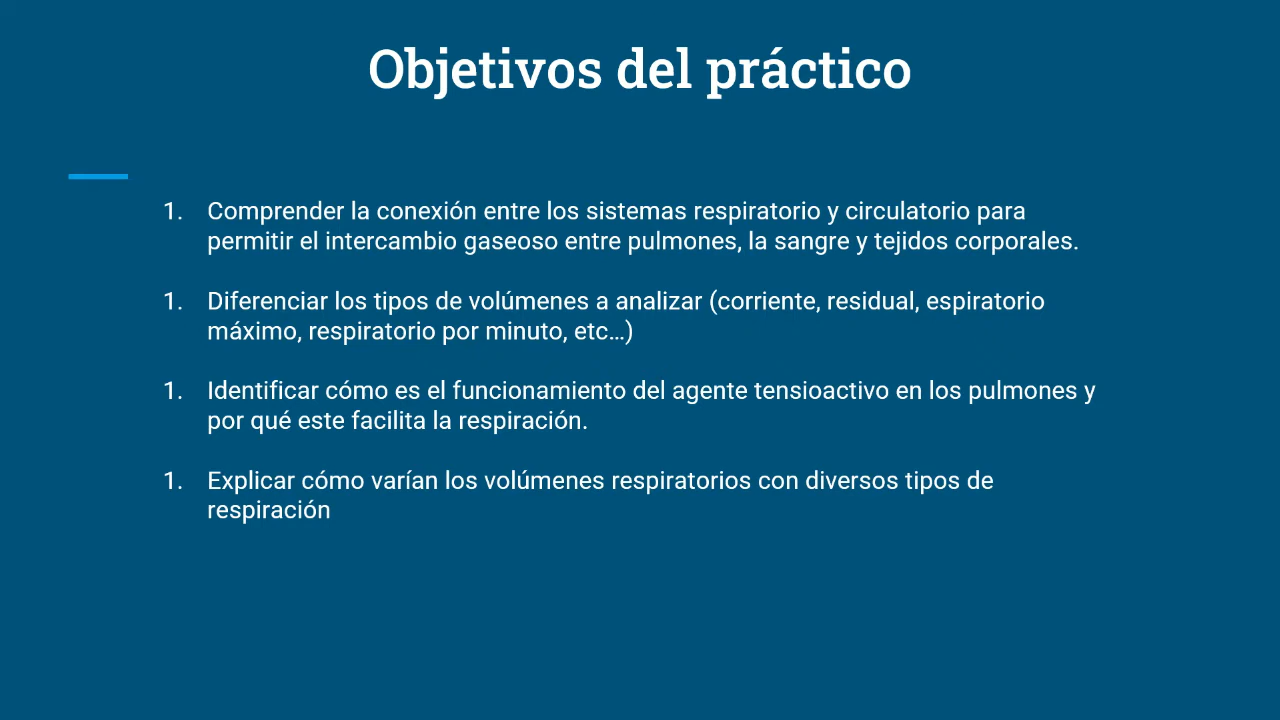 Objetivos del práctico
1. Comprender la conexión entre los sistemas respiratorio y circulatorio para
permitir el intercambio gaseoso entre pulmones, la sangre y tejidos corporales.
1. Diferenciar los tipos de volúmenes a analizar (corriente, residual, espiratorio
máximo, respiratorio por minuto, etc…)
1. Identificar cómo es el funcionamiento del agente tensioactivo en los pulmones y
por qué este facilita la respiración.
1. Explicar cómo varían los volúmenes respiratorios con diversos tipos de
respiración